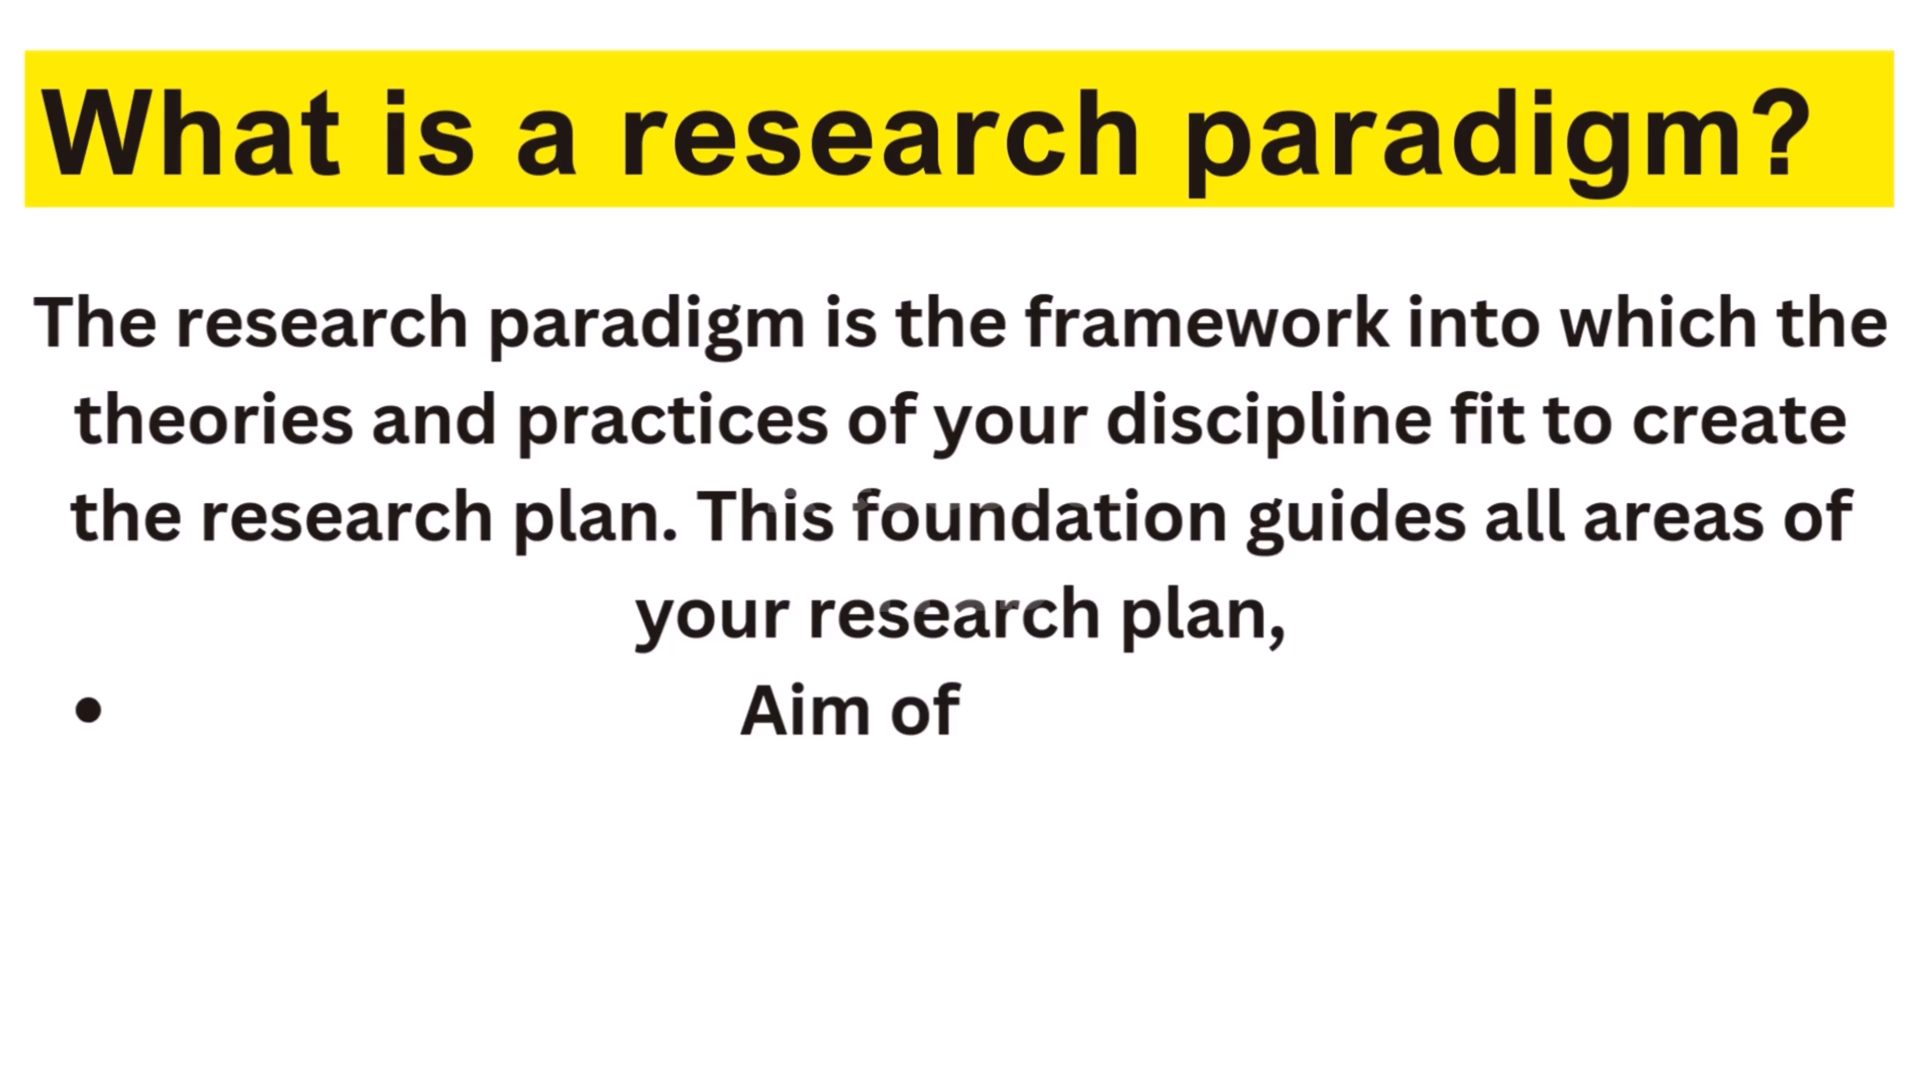 What is a research paradigm?
The research paradigm is the framework into which the
theories and practices of your discipline fit to create
the research plan. This foundation guides all areas of
your research plan,
• Aim of